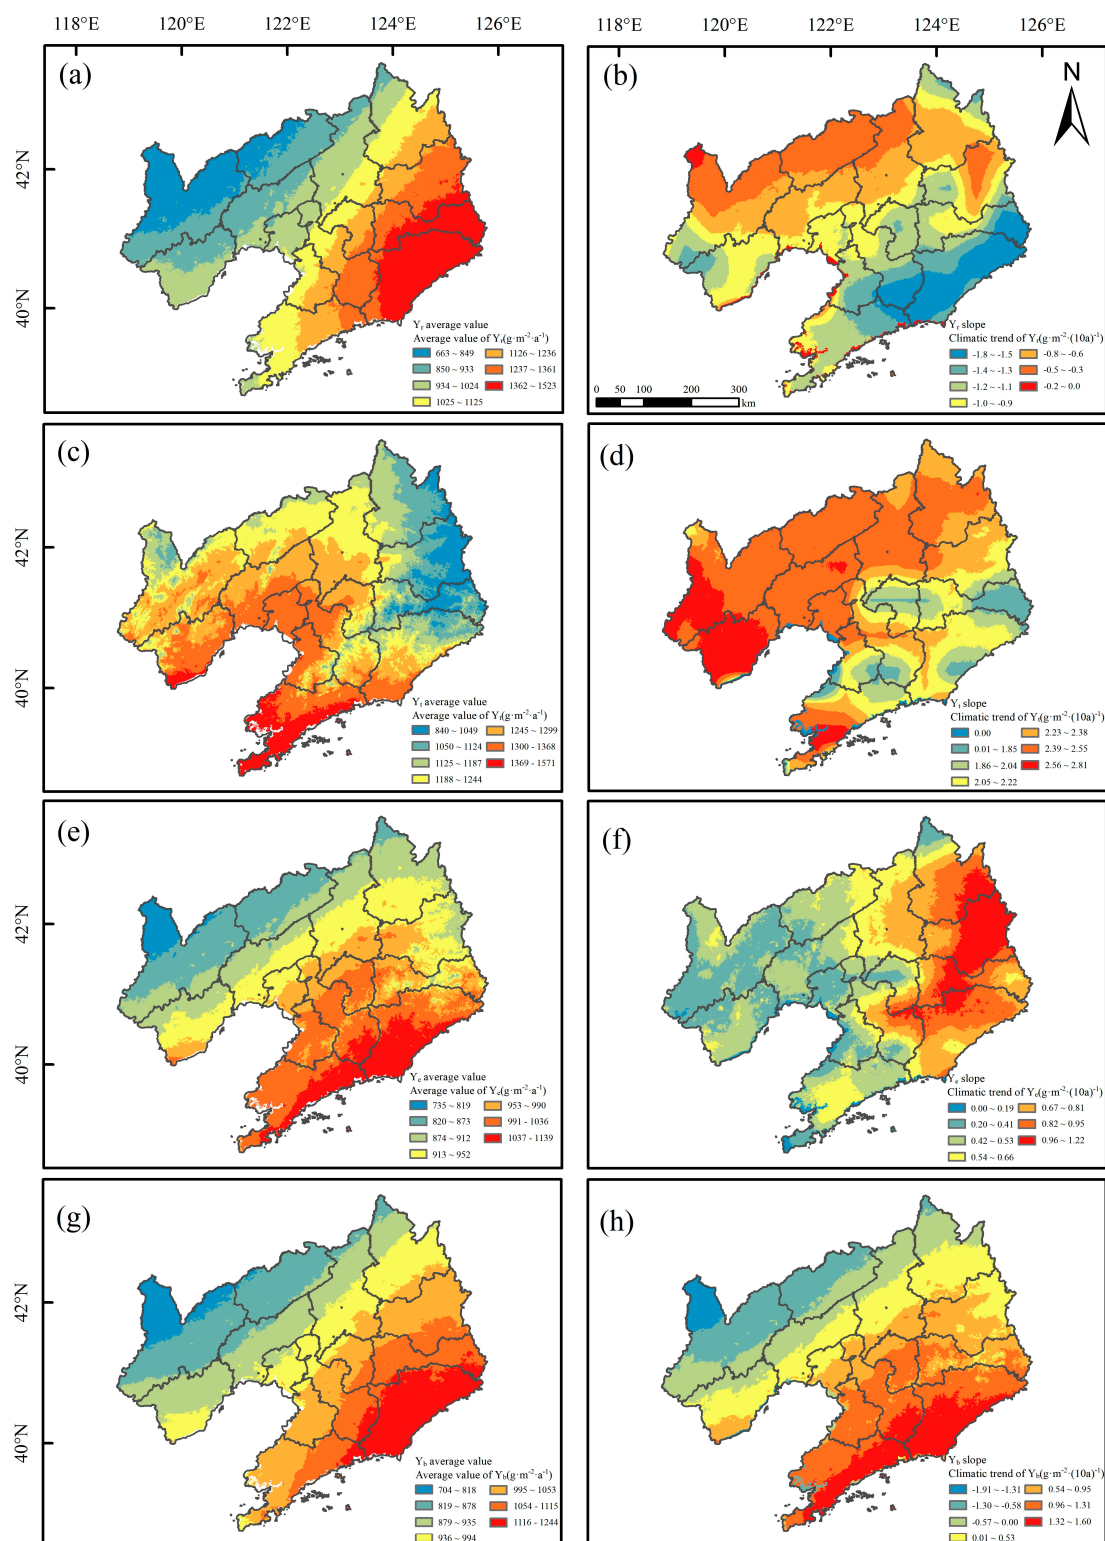 118°E 120°E 122°E 124°E 126°E
118°E 120°E 122°E 124°E 126°E
(a)
42°N
40°N
Yr average value
Average value of Yr(g·m-2·a-1)
663 ~ 849 1126 ~ 1236
850 ~ 933 1237 ~ 1361
934 ~ 1024 1362 ~ 1523
1025 ~ 1125
(b)
N
0 50 100 200 300
km
Yr slope
Climatic trend of Yr(g·m-2·(10a)-1
-1.8 ~ -1.5 -0.8 ~ -0.6
-1.4 ~ -1.3 -0.5 ~ -0.3
-1.2 ~ -1.1 -0.2 ~ 0.0
-1.0 ~ -0.9
(c)
42°N
40°N
Yt average value
Average value of Yt(g·m-2·a-1)
840 ~ 1049 1245 ~ 1299
1050 ~ 1124 1300 - 1368
1125 ~ 1187 1369 - 1571
1188 ~ 1244
(d)
Yt slope
Climatic trend of Yt(g·m-2·(10a)-1
0.00 2.23 ~ 2.38
0.01 ~ 1.85 2.39 ~ 2.55
1.86 ~ 2.04 2.56 ~ 2.81
2.05 ~ 2.22
(e)
42°N
40°N
Ye average value
Average value of Ye(g·m-2·a-1)
735 ~ 819 953 ~ 990
820 ~ 873 991 - 1036
874 ~ 912 1037 - 1139
913 ~ 952
(f)
Ye slope
Climatic trend of Ye(g·m-2·(10a)-1
0.00 ~ 0.19 0.67 ~ 0.81
0.20 ~ 0.41 0.82 ~ 0.95
0.42 ~ 0.53 0.96 ~ 1.22
0.54 ~ 0.66
(g)
42°N
40°N
Yb average value
Average value of Yb(g·m-2·a-1)
704 ~ 818 995 ~ 1053
819 ~ 878 1054 - 1115
879 ~ 935 1116 - 1244
936 ~ 994
(h)
Yb slope
Climatic trend of Yb(g·m-2·(10a)-1
-1.91 ~ -1.31 0.54 ~ 0.95
-1.30 ~ -0.58 0.96 ~ 1.31
-0.57 ~ 0.00 1.32 ~ 1.60
0.01 ~ 0.53